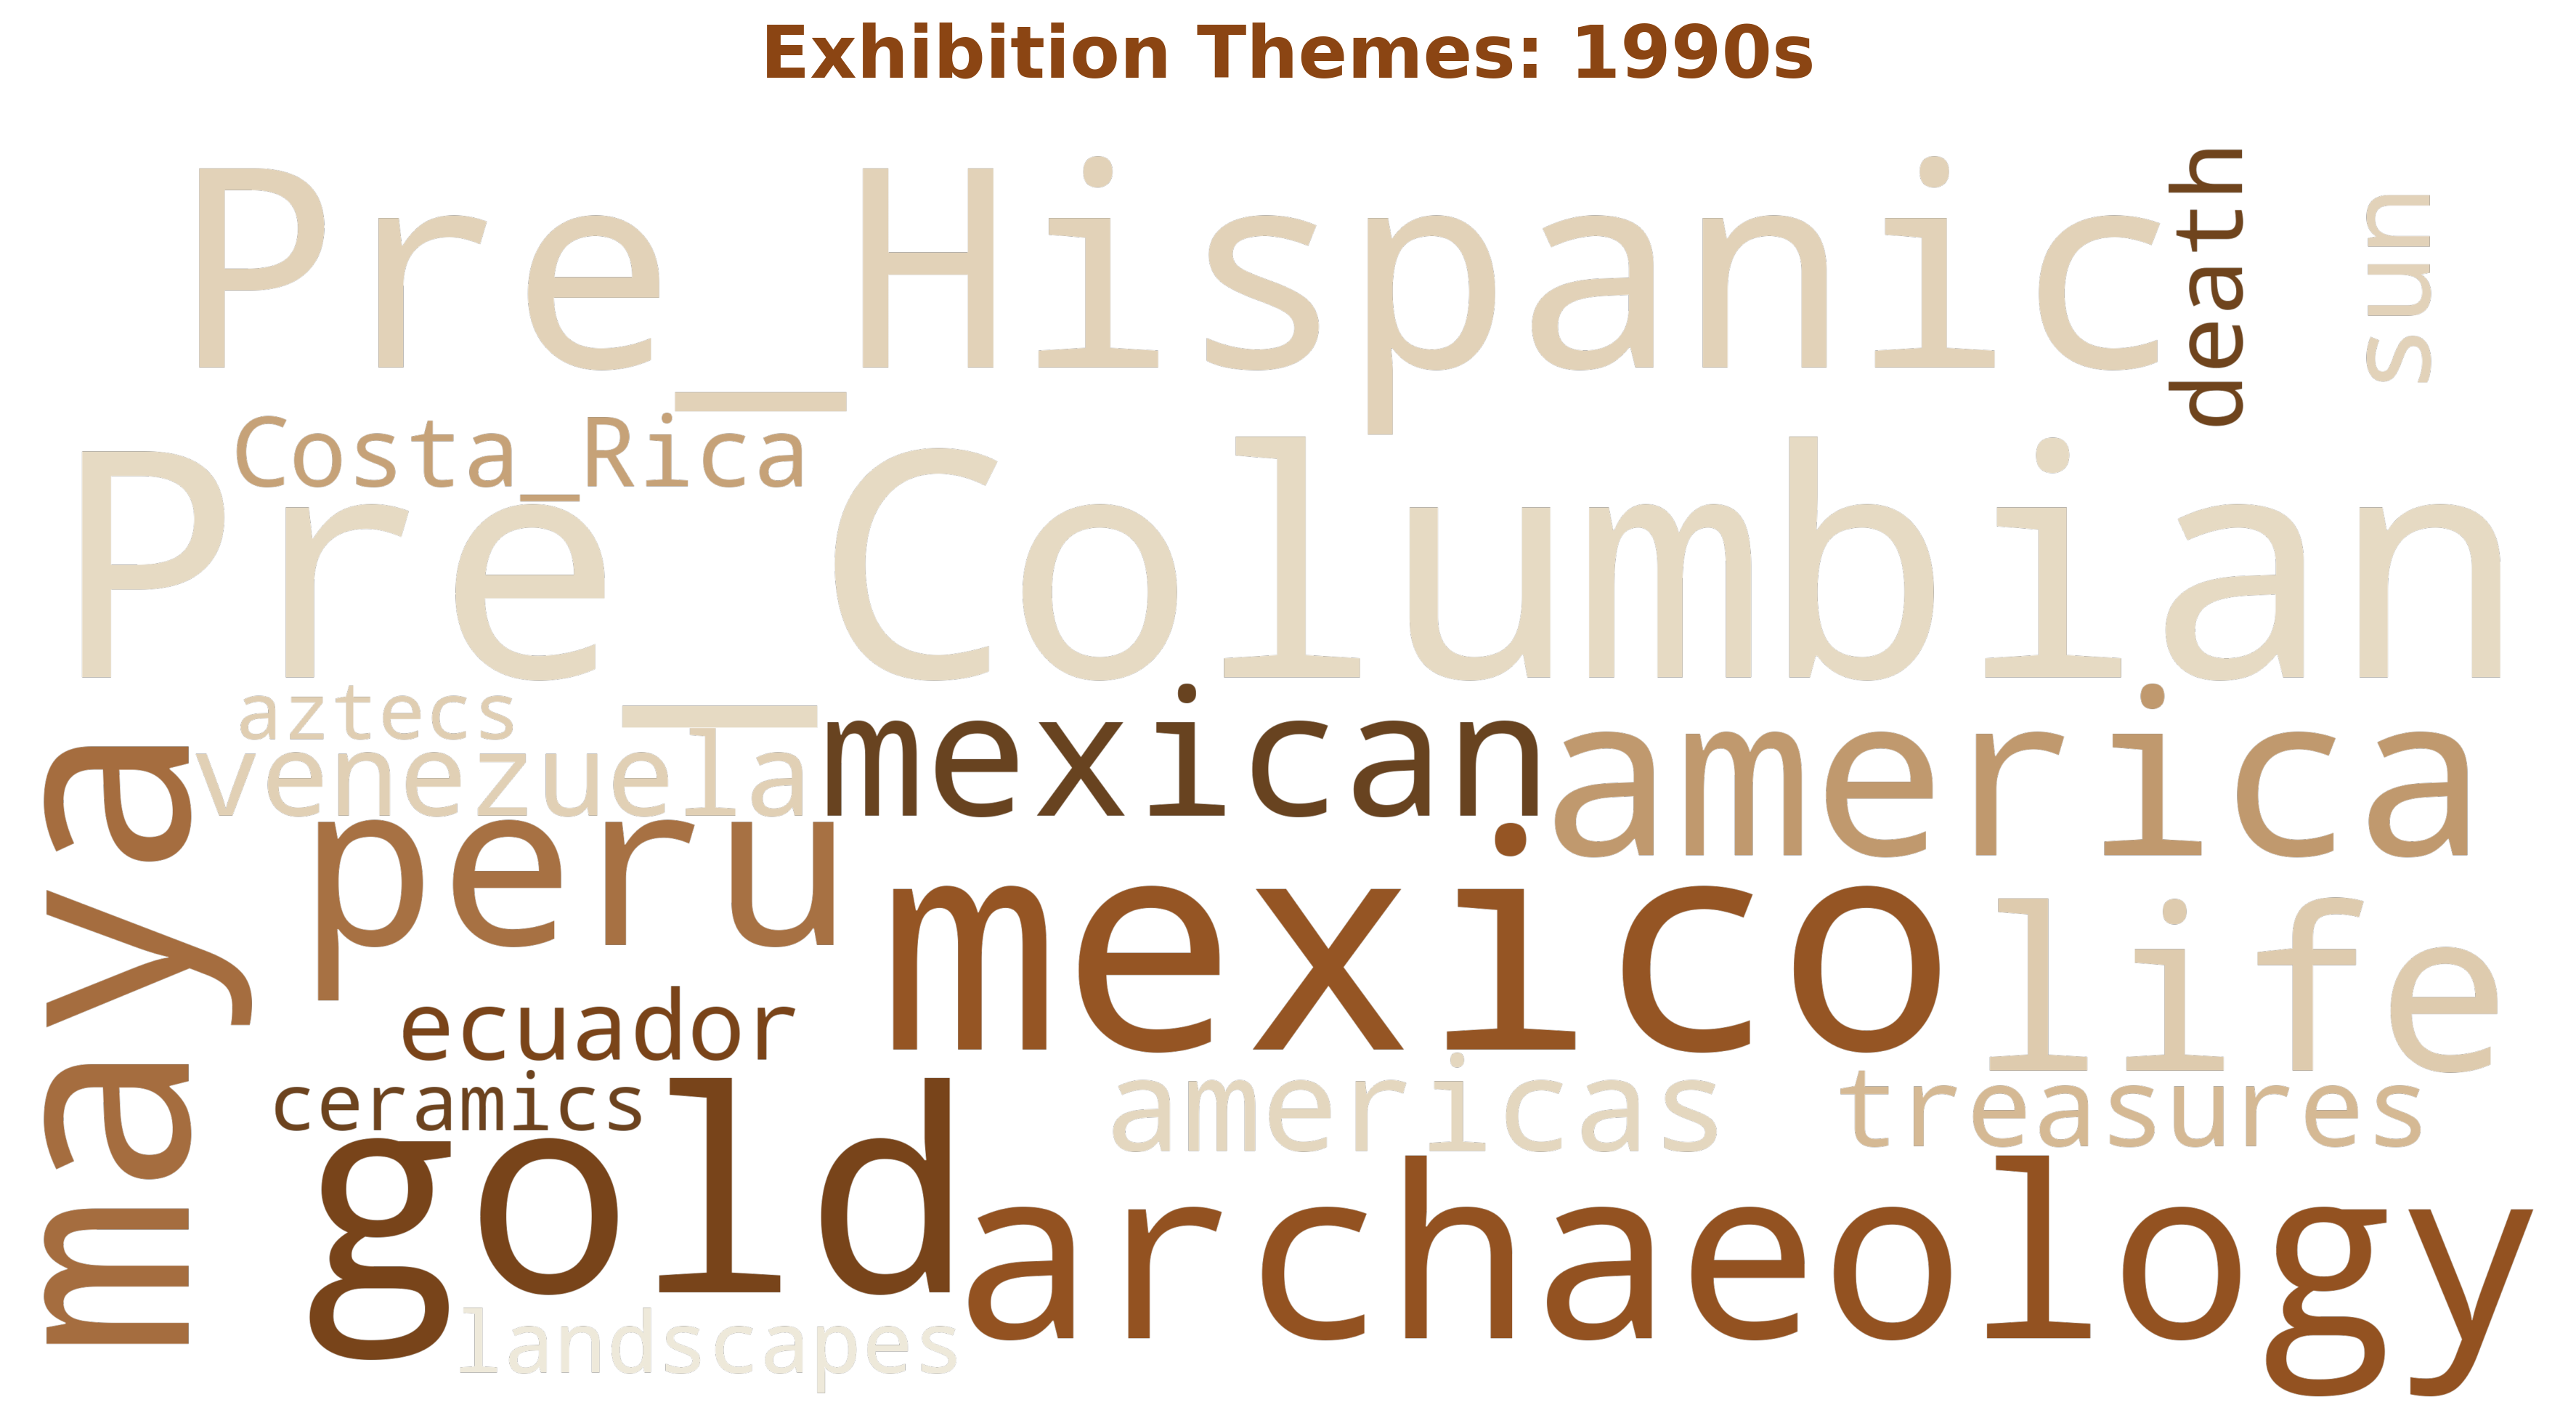 Exhibition Themes: 1990s
Pre_Hispanic
death
sun
Costa_Rica
Pre_Columbian
aztecs
venezuela
mexican
america
maya
peru
mexico
life
ecuador
ceramics
americas
treasures
gold
archaeology
landscapes